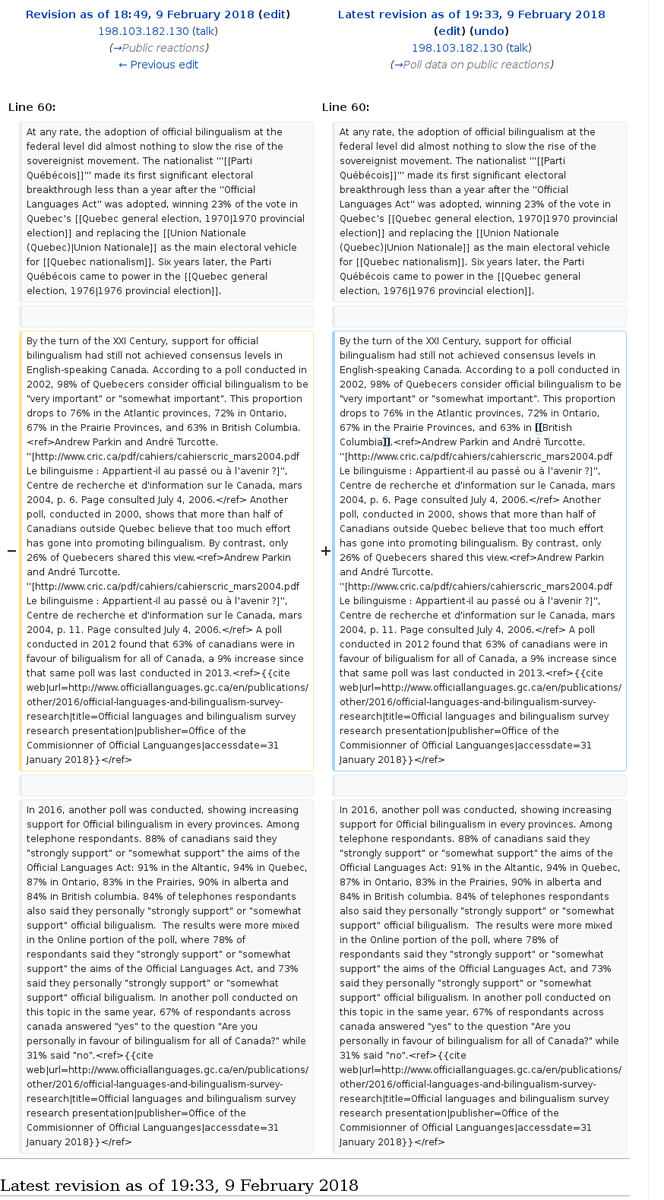 Revision as of 18:49, 9 February 2018 (edit)
198.103.182.130 (talk)
(→Public reactions)
← Previous edit
Latest revision as of 19:33, 9 February 2018
(edit) (undo)
198.103.182.130 (talk)
(→Poll data on public reactions)
Line 60:
Line 60:
At any rate, the adoption of official bilingualism at the
federal level did almost nothing to slow the rise of the
sovereignist movement. The nationalist '''[[Parti
Québécois]]''' made its first significant electoral
breakthrough less than a year after the ''Official
Languages Act'' was adopted, winning 23% of the vote in
Quebec's [[Quebec general election, 1970|1970 provincial
election]] and replacing the [[Union Nationale
(Quebec)|Union Nationale]] as the main electoral vehicle
for [[Quebec nationalism]]. Six years later, the Parti
Québécois came to power in the [[Quebec general
election, 1976|1976 provincial election]].
At any rate, the adoption of official bilingualism at the
federal level did almost nothing to slow the rise of the
sovereignist movement. The nationalist '''[[Parti
Québécois]]''' made its first significant electoral
breakthrough less than a year after the ''Official
Languages Act'' was adopted, winning 23% of the vote in
Quebec's [[Quebec general election, 1970|1970 provincial
election]] and replacing the [[Union Nationale
(Quebec)|Union Nationale]] as the main electoral vehicle
for [[Quebec nationalism]]. Six years later, the Parti
Québécois came to power in the [[Quebec general
election, 1976|1976 provincial election]].
−
By the turn of the XXI Century, support for official
bilingualism had still not achieved consensus levels in
English-speaking Canada. According to a poll conducted in
2002, 98% of Quebecers consider official bilingualism to be
"very important" or "somewhat important". This proportion
drops to 76% in the Atlantic provinces, 72% in Ontario,
67% in the Prairie Provinces, and 63% in British Columbia.
<ref>Andrew Parkin and André Turcotte.
''[http://www.cric.ca/pdf/cahiers/cahierscric_mars2004.pdf
Le bilinguisme : Appartient-il au passé ou à l'avenir ?]'',
Centre de recherche et d'information sur le Canada, mars
2004, p. 6. Page consulted July 4, 2006.</ref> Another
poll, conducted in 2000, shows that more than half of
Canadians outside Quebec believe that too much effort
has gone into promoting bilingualism. By contrast, only
26% of Quebecers shared this view.<ref>Andrew Parkin
and André Turcotte.
''[http://www.cric.ca/pdf/cahiers/cahierscric_mars2004.pdf
Le bilinguisme : Appartient-il au passé ou à l'avenir ?]'',
Centre de recherche et d'information sur le Canada, mars
2004, p. 11. Page consulted July 4, 2006.</ref> A poll
conducted in 2012 found that 63% of canadians were in
favour of biligualism for all of Canada, a 9% increase since
that same poll was last conducted in 2013.<ref>{{cite
web|url=http://www.officiallanguages.gc.ca/en/publications/
other/2016/official-languages-and-bilingualism-survey-
research|title=Official languages and bilingualism survey
research presentation|publisher=Office of the
Commisionner of Official Languanges|accessdate=31
January 2018}}</ref>
+
By the turn of the XXI Century, support for official
bilingualism had still not achieved consensus levels in
English-speaking Canada. According to a poll conducted in
2002, 98% of Quebecers consider official bilingualism to be
"very important" or "somewhat important". This proportion
drops to 76% in the Atlantic provinces, 72% in Ontario,
67% in the Prairie Provinces, and 63% in [[British
Columbia]].<ref>Andrew Parkin and André Turcotte.
''[http://www.cric.ca/pdf/cahiers/cahierscric_mars2004.pdf
Le bilinguisme : Appartient-il au passé ou à l'avenir ?]'',
Centre de recherche et d'information sur le Canada, mars
2004, p. 6. Page consulted July 4, 2006.</ref> Another
poll, conducted in 2000, shows that more than half of
Canadians outside Quebec believe that too much effort
has gone into promoting bilingualism. By contrast, only
26% of Quebecers shared this view.<ref>Andrew Parkin
and André Turcotte.
''[http://www.cric.ca/pdf/cahiers/cahierscric_mars2004.pdf
Le bilinguisme : Appartient-il au passé ou à l'avenir ?]'',
Centre de recherche et d'information sur le Canada, mars
2004, p. 11. Page consulted July 4, 2006.</ref> A poll
conducted in 2012 found that 63% of canadians were in
favour of biligualism for all of Canada, a 9% increase since
that same poll was last conducted in 2013.<ref>{{cite
web|url=http://www.officiallanguages.gc.ca/en/publications/
other/2016/official-languages-and-bilingualism-survey-
research|title=Official languages and bilingualism survey
research presentation|publisher=Office of the
Commisionner of Official Languanges|accessdate=31
January 2018}}</ref>
In 2016, another poll was conducted, showing increasing
support for Official bilingualism in every provinces. Among
telephone respondants. 88% of canadians said they
"strongly support" or "somewhat support" the aims of the
Official Languages Act: 91% in the Altantic, 94% in Quebec,
87% in Ontario, 83% in the Prairies, 90% in alberta and
84% in British columbia. 84% of telephones respondants
also said they personally "strongly support" or "somewhat
support" official biligualism.  The results were more mixed
in the Online portion of the poll, where 78% of
respondants said they "strongly support" or "somewhat
support" the aims of the Official Languages Act, and 73%
said they personally "strongly support" or "somewhat
support" official biligualism. In another poll conducted on
this topic in the same year, 67% of respondants across
canada answered "yes" to the question "Are you
personally in favour of bilingualism for all of Canada?" while
31% said "no".<ref>{{cite
web|url=http://www.officiallanguages.gc.ca/en/publications/
other/2016/official-languages-and-bilingualism-survey-
research|title=Official languages and bilingualism survey
research presentation|publisher=Office of the
Commisionner of Official Languanges|accessdate=31
January 2018}}</ref>
In 2016, another poll was conducted, showing increasing
support for Official bilingualism in every provinces. Among
telephone respondants. 88% of canadians said they
"strongly support" or "somewhat support" the aims of the
Official Languages Act: 91% in the Altantic, 94% in Quebec,
87% in Ontario, 83% in the Prairies, 90% in alberta and
84% in British columbia. 84% of telephones respondants
also said they personally "strongly support" or "somewhat
support" official biligualism.  The results were more mixed
in the Online portion of the poll, where 78% of
respondants said they "strongly support" or "somewhat
support" the aims of the Official Languages Act, and 73%
said they personally "strongly support" or "somewhat
support" official biligualism. In another poll conducted on
this topic in the same year, 67% of respondants across
canada answered "yes" to the question "Are you
personally in favour of bilingualism for all of Canada?" while
31% said "no".<ref>{{cite
web|url=http://www.officiallanguages.gc.ca/en/publications/
other/2016/official-languages-and-bilingualism-survey-
research|title=Official languages and bilingualism survey
research presentation|publisher=Office of the
Commisionner of Official Languanges|accessdate=31
January 2018}}</ref>
Latest revision as of 19:33, 9 February 2018